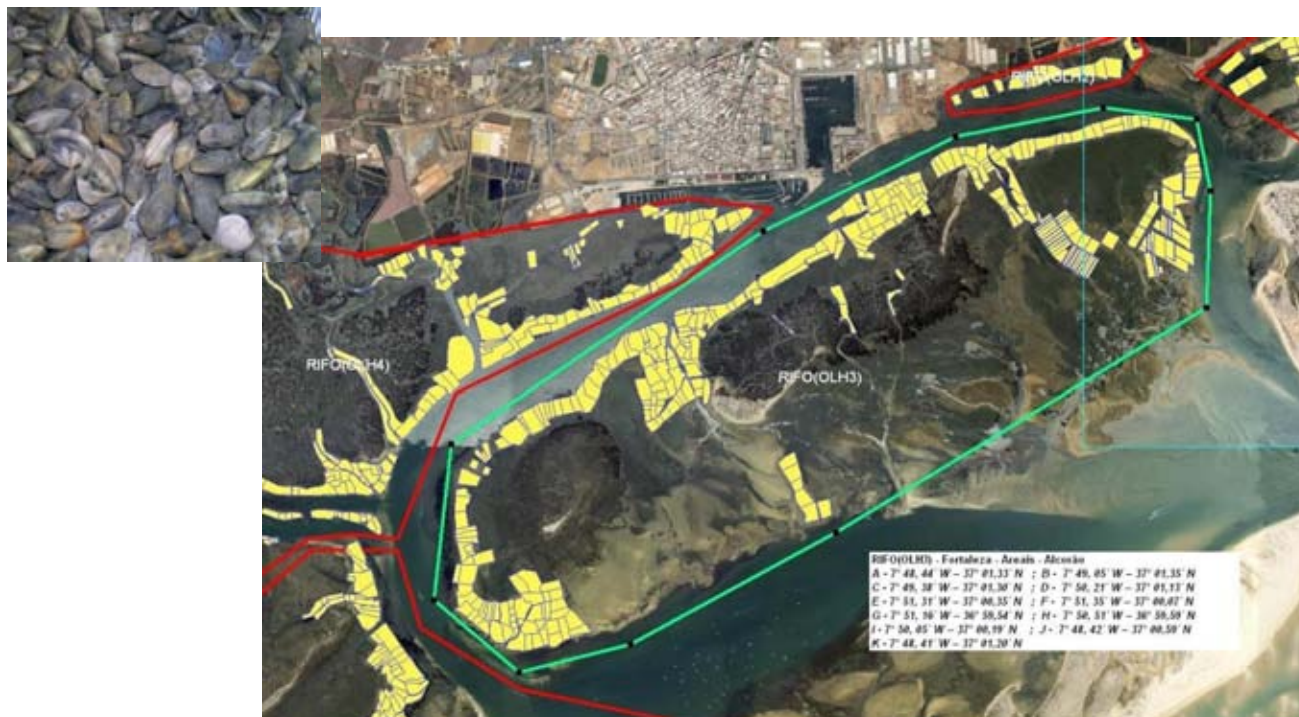 RIFO(OLH2)
RIFO(OLH4)
RIFO(OLH3)
RIFO(OLH3) - Fortaleza - Areais - Alcosão
A - 7° 48, 44´ W – 37° 01,33´ N ; B - 7° 49, 05´ W – 37° 01,35´ N
C - 7° 49, 38´ W – 37° 01,30´ N ; D - 7° 50, 21´ W – 37° 01,13´ N
E - 7° 51, 31´ W – 37° 00,35´ N ; F - 7° 51, 35´ W – 37° 00,07´ N
G - 7° 51, 16´ W – 36° 59,54´ N ; H - 7° 50, 51´ W – 36° 59,59´ N
I - 7° 50, 05´ W – 37° 00,19´ N ; J - 7° 48, 42´ W – 37° 00,59´ N
K - 7° 48, 41´ W – 37° 01,20´ N